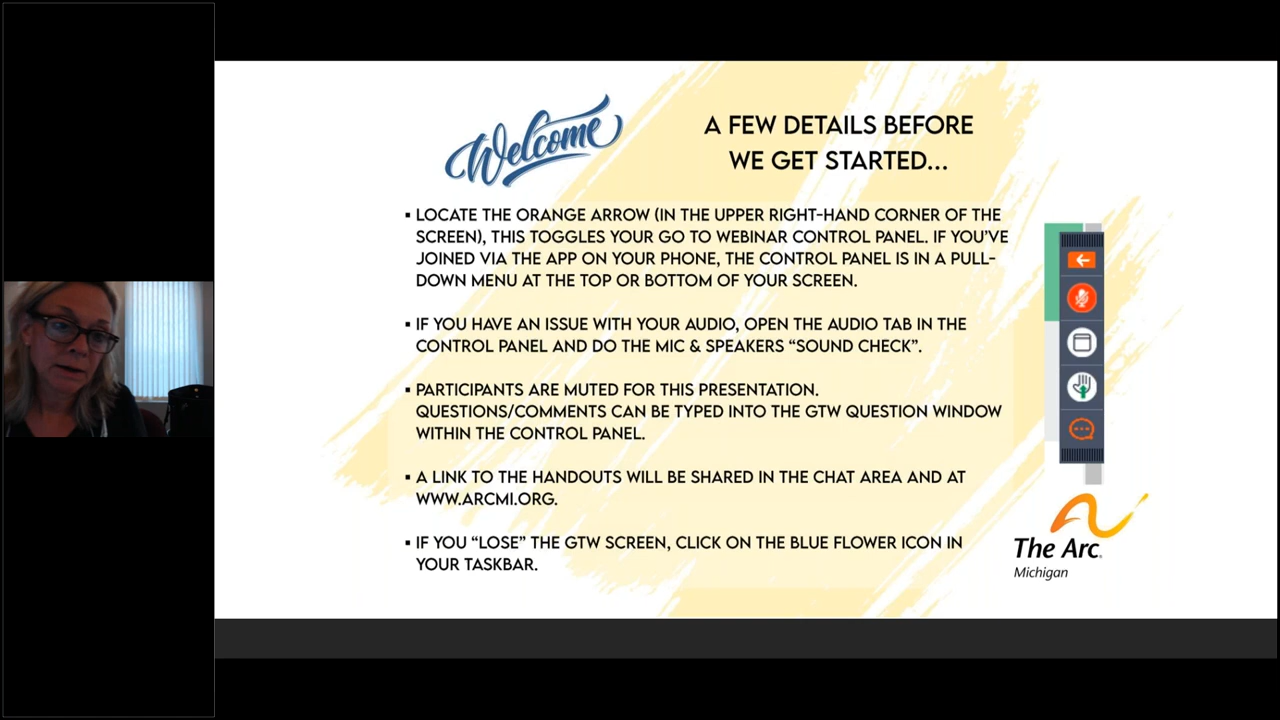 Welcome
A FEW DETAILS BEFORE
WE GET STARTED...
▪ LOCATE THE ORANGE ARROW (IN THE UPPER RIGHT-HAND CORNER OF THE
SCREEN), THIS TOGGLES YOUR GO TO WEBINAR CONTROL PANEL. IF YOU'VE
JOINED VIA THE APP ON YOUR PHONE, THE CONTROL PANEL IS IN A PULL-
DOWN MENU AT THE TOP OR BOTTOM OF YOUR SCREEN.
▪ IF YOU HAVE AN ISSUE WITH YOUR AUDIO, OPEN THE AUDIO TAB IN THE
CONTROL PANEL AND DO THE MIC & SPEAKERS “SOUND CHECK”.
▪ PARTICIPANTS ARE MUTED FOR THIS PRESENTATION.
QUESTIONS/COMMENTS CAN BE TYPED INTO THE GTW QUESTION WINDOW
WITHIN THE CONTROL PANEL.
▪ A LINK TO THE HANDOUTS WILL BE SHARED IN THE CHAT AREA AND AT
WWW.ARCMI.ORG.
▪ IF YOU “LOSE” THE GTW SCREEN, CLICK ON THE BLUE FLOWER ICON IN
YOUR TASKBAR.
The Arc.
Michigan